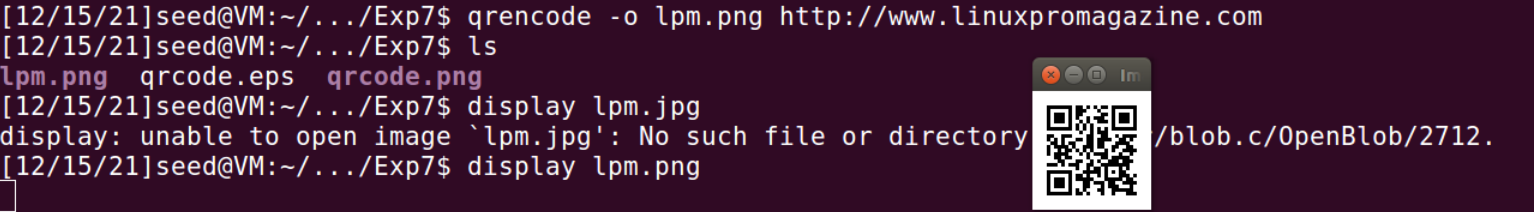 [12/15/21]seed@VM:~/.../Exp7$ qrencode -o lpm.png http://www.linuxpromagazine.com
[12/15/21]seed@VM:~/.../Exp7$ ls
lpm.png  qrcode.eps  qrcode.png
Im
[12/15/21]seed@VM:~/.../Exp7$ display lpm.jpg
display: unable to open image `lpm.jpg': No such file or directory /blob.c/OpenBlob/2712.
[12/15/21]seed@VM:~/.../Exp7$ display lpm.png